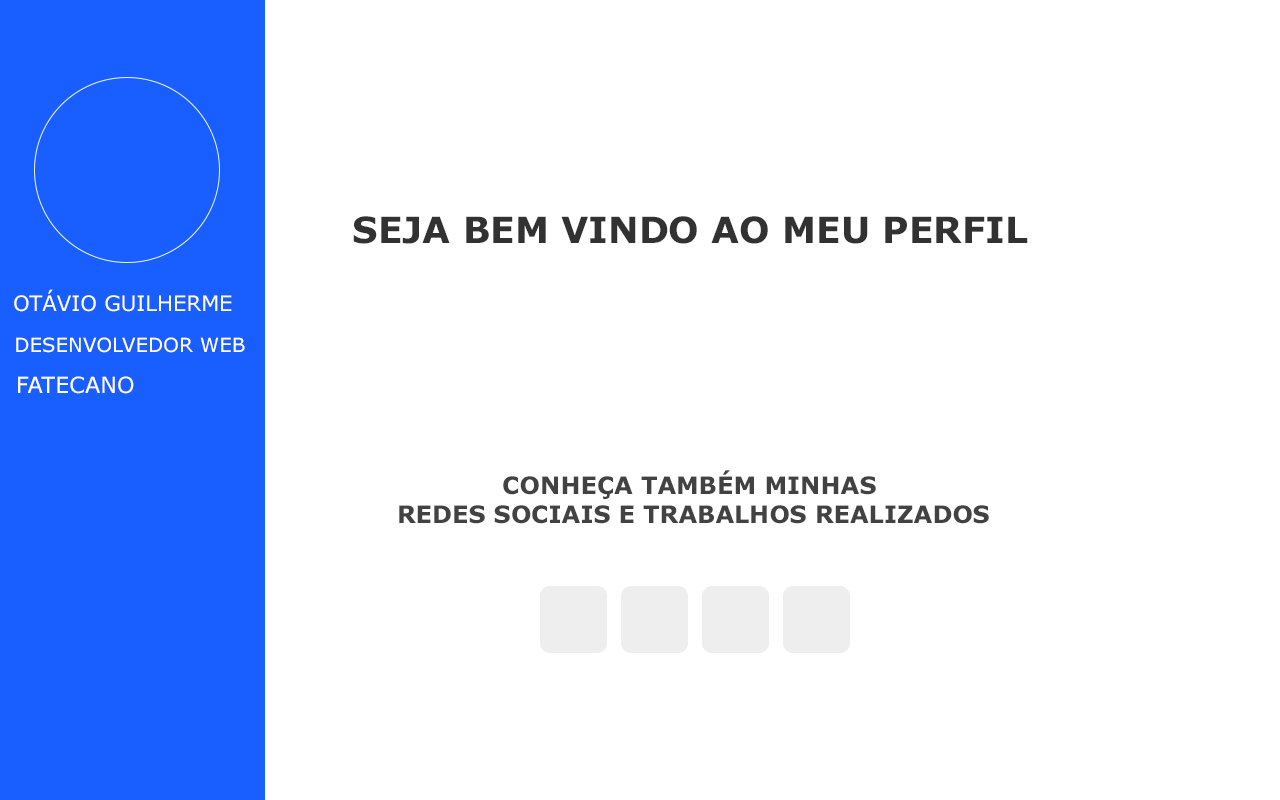 OTÁVIO GUILHERME
DESENVOLVEDOR WEB
FATECANO
SEJA BEM VINDO AO MEU PERFIL
CONHEÇA TAMBÉM MINHAS
REDES SOCIAIS E TRABALHOS REALIZADOS